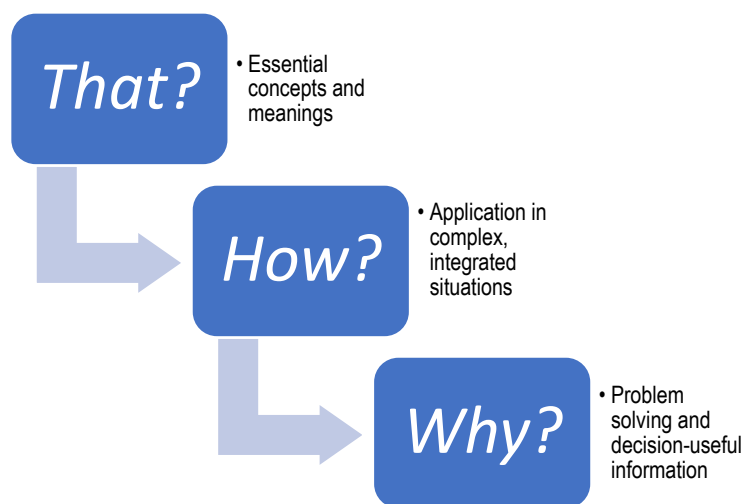 That?
• Essential
concepts and
meanings
How?
• Application in
complex,
integrated
situations
Why?
• Problem
solving and
decision-useful
information